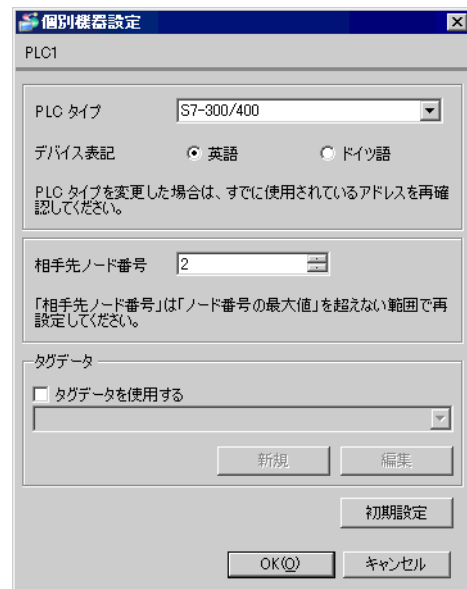 個別機器設定
PLC1
PLC タイプ
S7-300/400
デバイス表記
英語
ドイツ語
PLC タイプを変更した場合は、すでに使用されているアドレスを再確
認してください。
相手先ノード番号
2
「相手先ノード番号」は「ノード番号の最大値」を超えない範囲で再
設定してください。
タグデータ
タグデータを使用する
新規
編集
初期設定
OK(O)
キャンセル